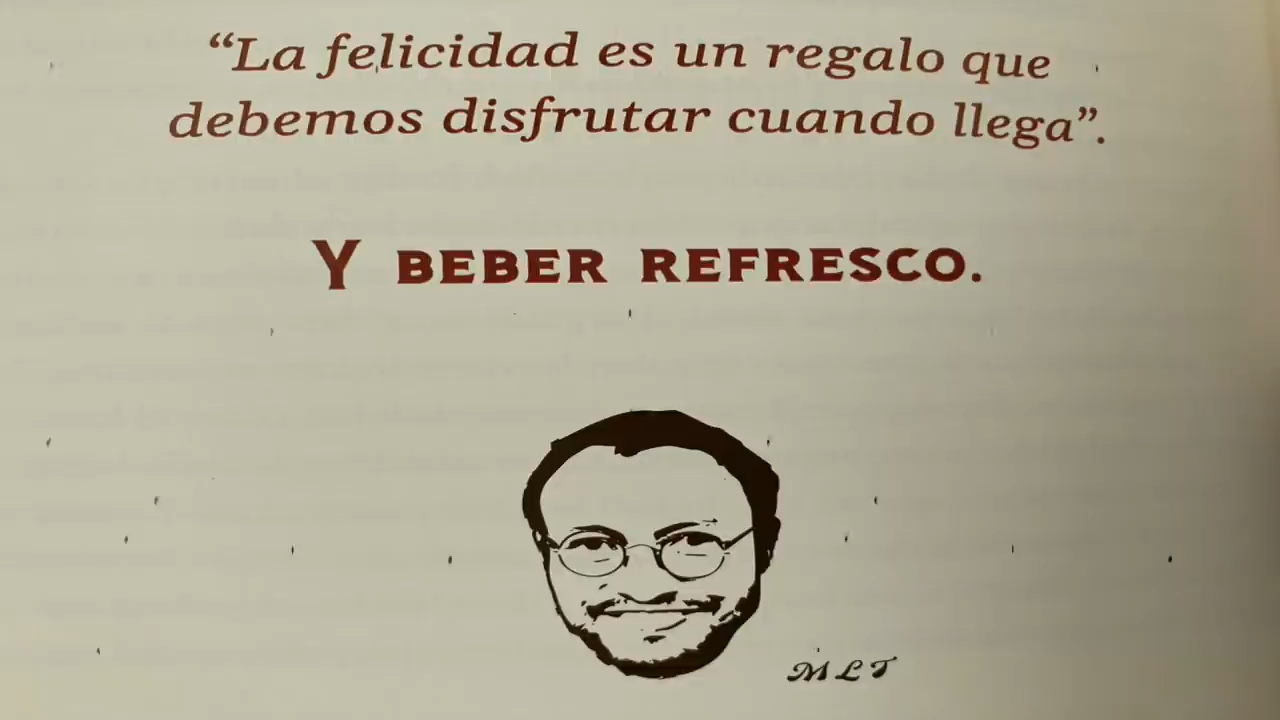 “La felicidad es un regalo que
debemos disfrutar cuando llega”.
Y BEBER REFRESCO.
MLT